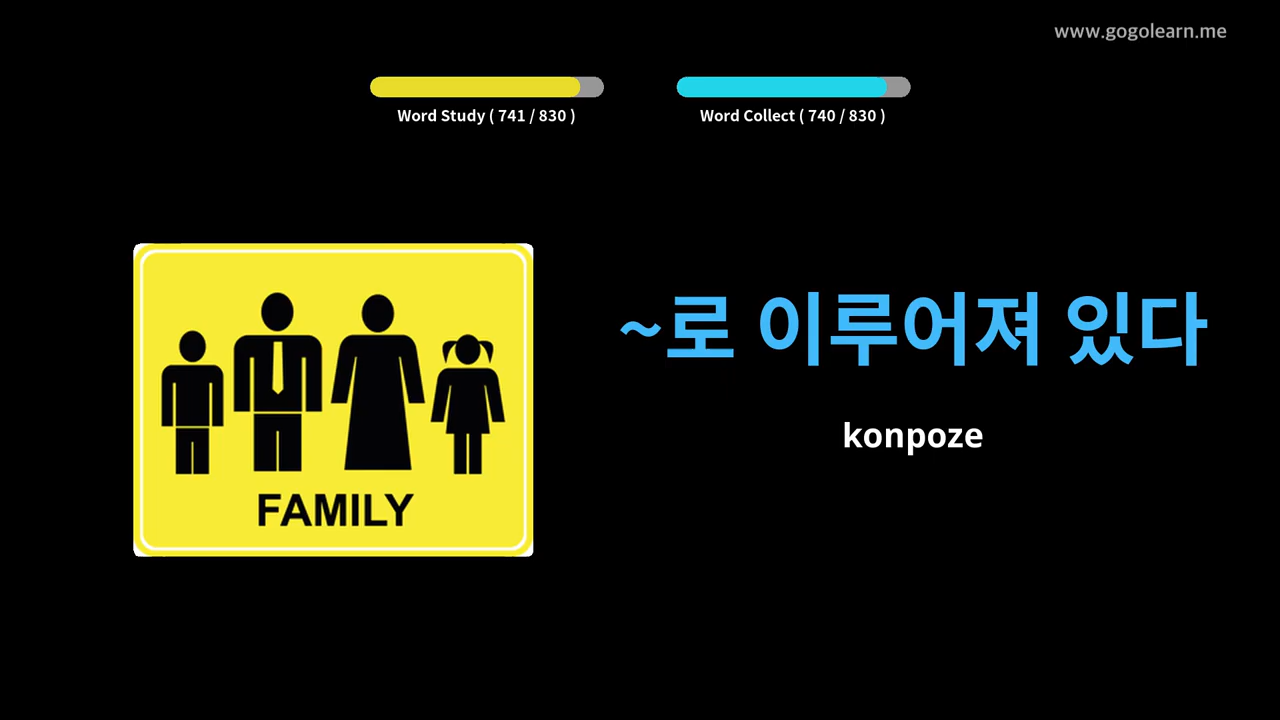 www.gogolearn.me
Word Study ( 741 / 830 )
Word Collect ( 740 / 830 )
~로 이루어져 있다
konpoze
FAMILY